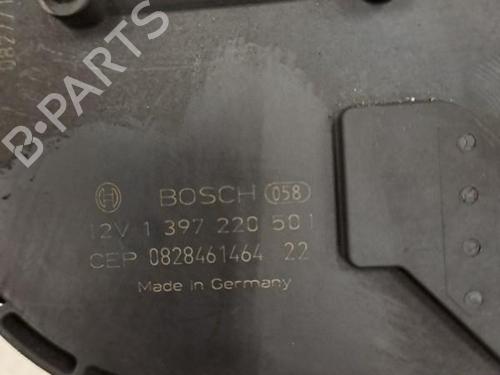 B-PARTS
BOSCH 058
12V 1 397 220 501
CEP 0828461464 22
Made in Germany